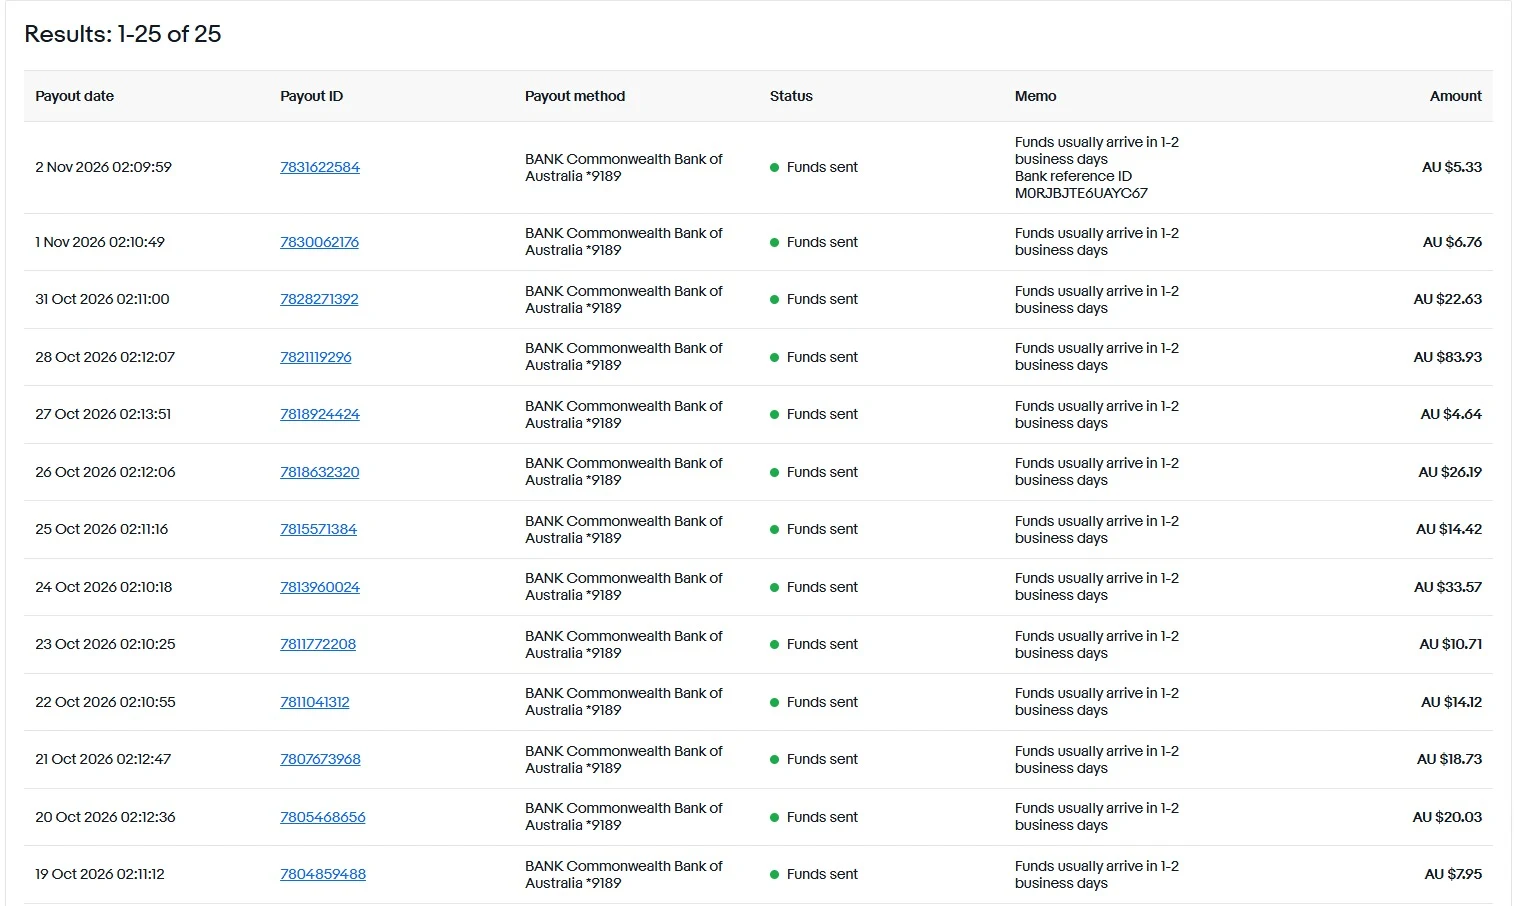 Results: 1-25 of 25
Payout date Payout ID Payout method Status Memo Amount
2 Nov 2026 02:09:59 7831622584 BANK Commonwealth Bank of Australia *9189 Funds sent Funds usually arrive in 1-2 business days Bank reference ID M0RJBJTE6UAYC67 AU $5.33
1 Nov 2026 02:10:49 7830062176 BANK Commonwealth Bank of Australia *9189 Funds sent Funds usually arrive in 1-2 business days AU $6.76
31 Oct 2026 02:11:00 7828271392 BANK Commonwealth Bank of Australia *9189 Funds sent Funds usually arrive in 1-2 business days AU $22.63
28 Oct 2026 02:12:07 7821119296 BANK Commonwealth Bank of Australia *9189 Funds sent Funds usually arrive in 1-2 business days AU $83.93
27 Oct 2026 02:13:51 7818924424 BANK Commonwealth Bank of Australia *9189 Funds sent Funds usually arrive in 1-2 business days AU $4.64
26 Oct 2026 02:12:06 7818632320 BANK Commonwealth Bank of Australia *9189 Funds sent Funds usually arrive in 1-2 business days AU $26.19
25 Oct 2026 02:11:16 7815571384 BANK Commonwealth Bank of Australia *9189 Funds sent Funds usually arrive in 1-2 business days AU $14.42
24 Oct 2026 02:10:18 7813960024 BANK Commonwealth Bank of Australia *9189 Funds sent Funds usually arrive in 1-2 business days AU $33.57
23 Oct 2026 02:10:25 7811772208 BANK Commonwealth Bank of Australia *9189 Funds sent Funds usually arrive in 1-2 business days AU $10.71
22 Oct 2026 02:10:55 7811041312 BANK Commonwealth Bank of Australia *9189 Funds sent Funds usually arrive in 1-2 business days AU $14.12
21 Oct 2026 02:12:47 7807673968 BANK Commonwealth Bank of Australia *9189 Funds sent Funds usually arrive in 1-2 business days AU $18.73
20 Oct 2026 02:12:36 7805468656 BANK Commonwealth Bank of Australia *9189 Funds sent Funds usually arrive in 1-2 business days AU $20.03
19 Oct 2026 02:11:12 7804859488 BANK Commonwealth Bank of Australia *9189 Funds sent Funds usually arrive in 1-2 business days AU $7.95